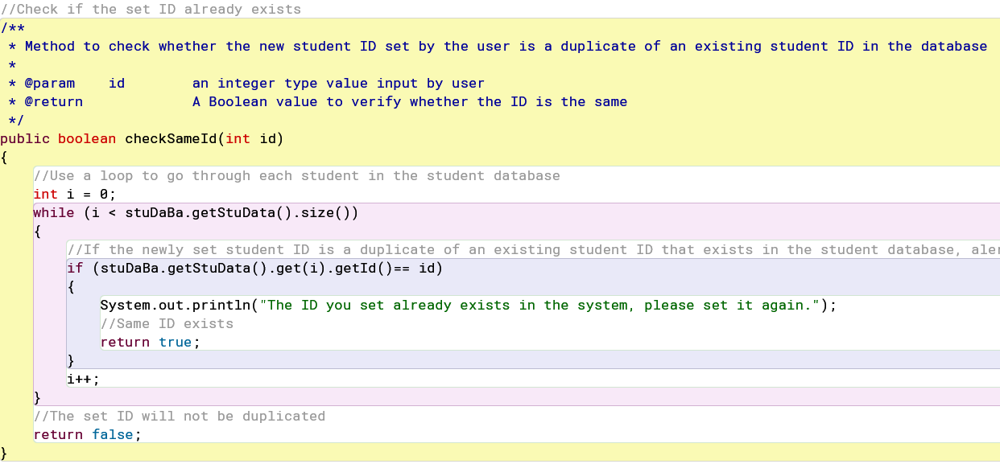 //Check if the set ID already exists
/**
 * Method to check whether the new student ID set by the user is a duplicate of an existing student ID in the database
 *
 * @param    id        an integer type value input by user
 * @return             A Boolean value to verify whether the ID is the same
 */
public boolean checkSameId(int id)
{
    //Use a loop to go through each student in the student database
    int i = 0;
    while (i < stuDaBa.getStuData().size())
    {
        //If the newly set student ID is a duplicate of an existing student ID that exists in the student database,
        if (stuDaBa.getStuData().get(i).getId()== id)
        {
            System.out.println("The ID you set already exists in the system, please set it again.");
            //Same ID exists
            return true;
        }
        i++;
    }
    //The set ID will not be duplicated
    return false;
}